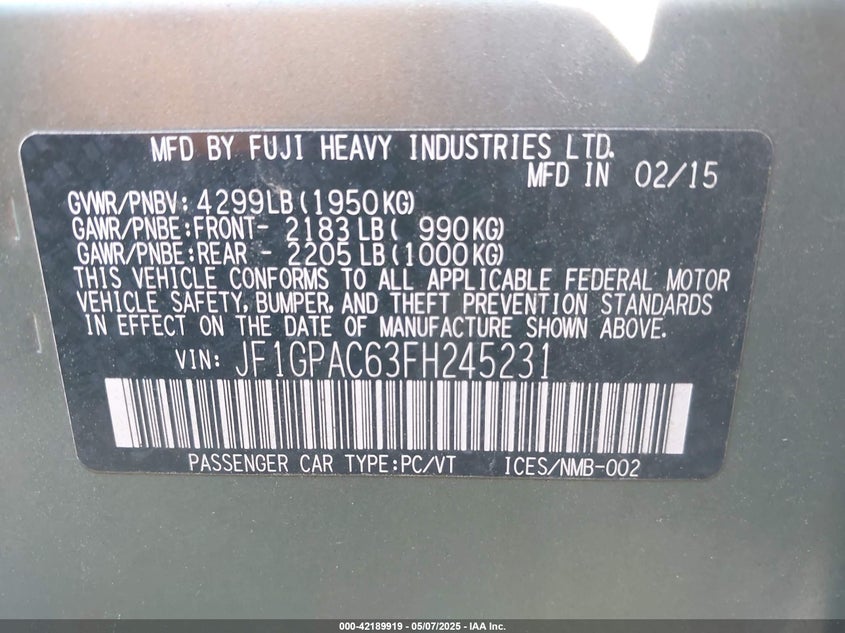 MFD BY FUJI HEAVY INDUSTRIES LTD.
MFD IN 02/15
GVWR/PNBV: 4299LB(1950KG)
GAWR/PNBE:FRONT- 2183 LB( 990KG)
GAWR/PNBE:REAR - 2205 LB(1000KG)
THIS VEHICLE CONFORMS TO ALL APPLICABLE FEDERAL MOTOR
VEHICLE SAFETY, BUMPER, AND THEFT PREVENTION STANDARDS
IN EFFECT ON THE DATE OF MANUFACTURE SHOWN ABOVE.
VIN: JF1GPAC63FH245231
PASSENGER CAR TYPE:PC/VT ICES/NMB-002
000-42189919 - 05/07/2025 - IAA Inc.